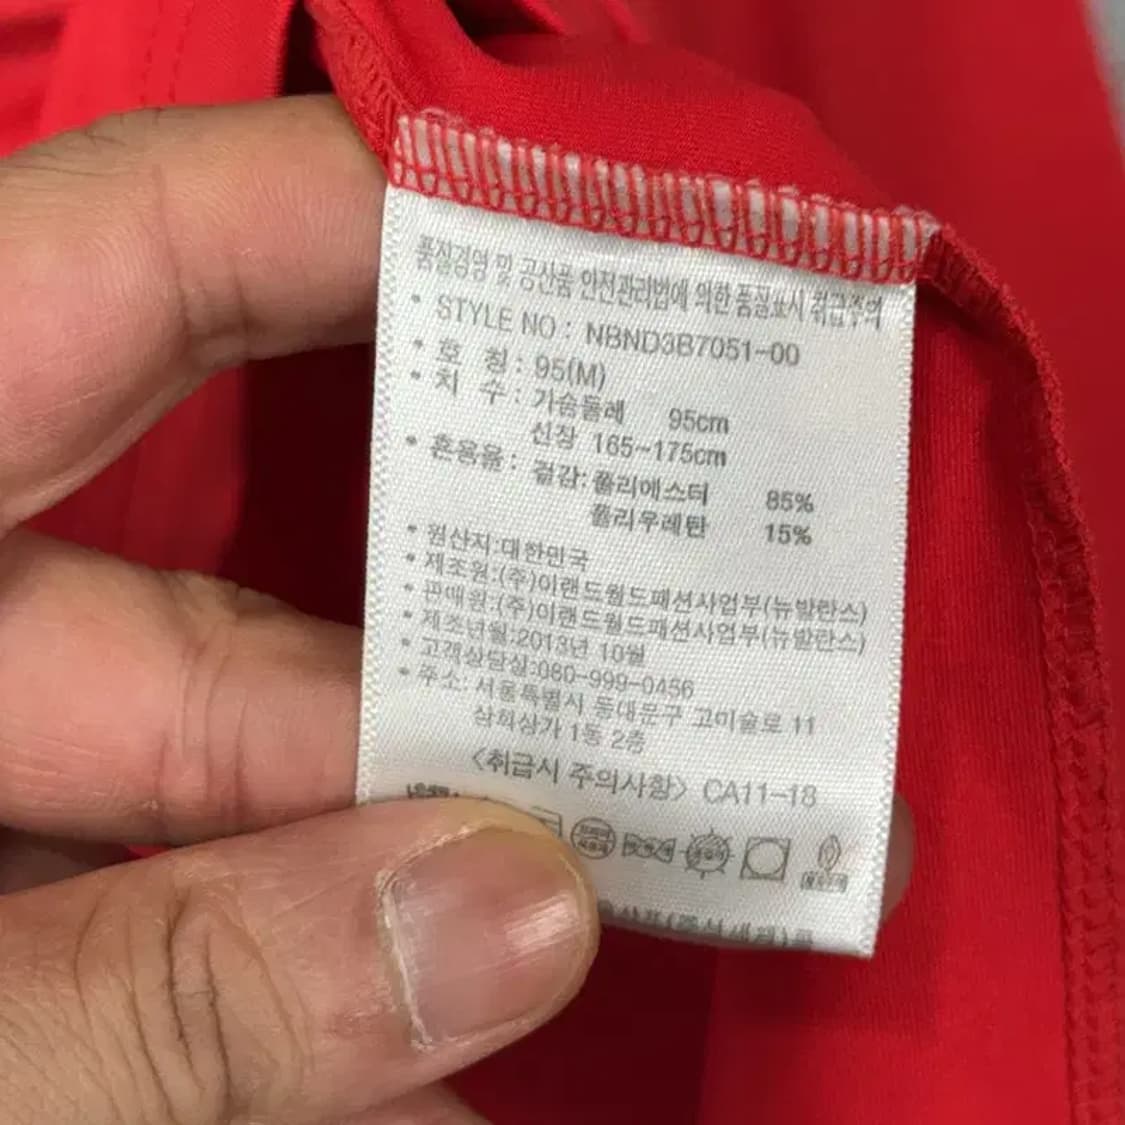 품질경영 및 공산품 안전관리법에 의한 품질표시 취급주의
• STYLE NO : NBND3B7051-00
• 호 칭 : 95(M)
• 치 수 : 가슴둘레 95cm
신장 165-175cm
• 혼용율 : 겉감: 폴리에스터 85%
폴리우레탄 15%
• 원산지:대한민국
• 제조원:(주)이랜드월드패션사업부(뉴발란스)
• 판매원:(주)이랜드월드패션사업부(뉴발란스)
• 제조년월:2013년 10월
• 고객상담실:080-999-0456
• 주소: 서울특별시 동대문구 고미술로 11
삼희상가 1동 2층
<취급시 주의사항> CA11-18